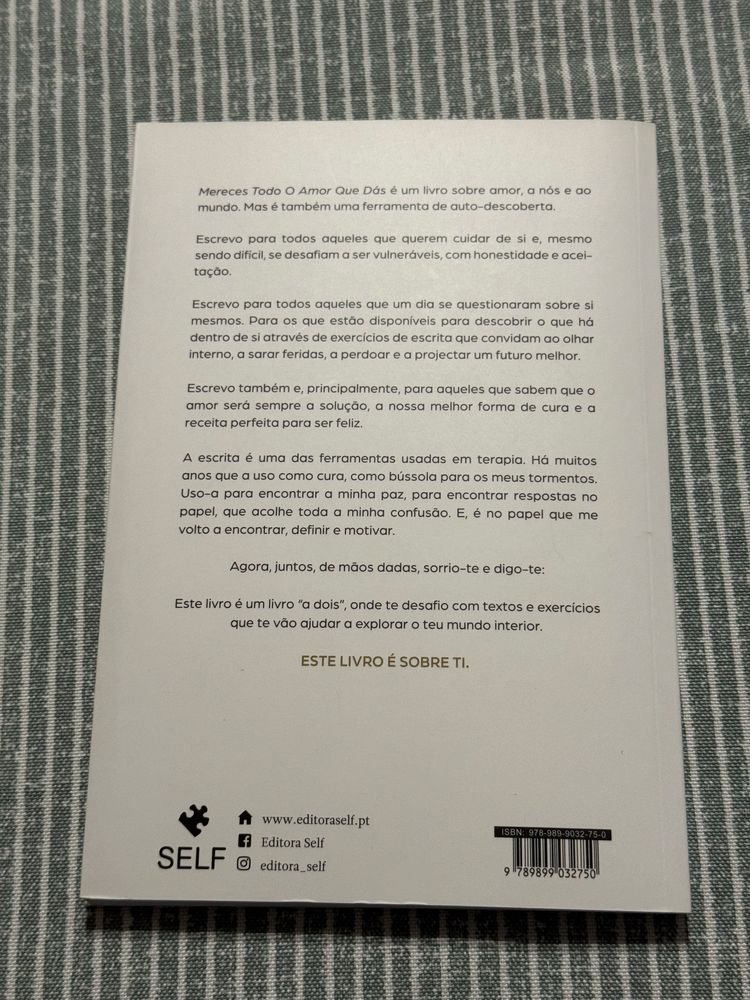 Mereces Todo O Amor Que Dás é um livro sobre amor, a nós e ao
mundo. Mas é também uma ferramenta de auto-descoberta.
Escrevo para todos aqueles que querem cuidar de si e, mesmo
sendo difícil, se desafiam a ser vulneráveis, com honestidade e acei-
tação.
Escrevo para todos aqueles que um dia se questionaram sobre si
mesmos. Para os que estão disponíveis para descobrir o que há
dentro de si através de exercícios de escrita que convidam ao olhar
interno, a sarar feridas, a perdoar e a projectar um futuro melhor.
Escrevo também e, principalmente, para aqueles que sabem que o
amor será sempre a solução, a nossa melhor forma de cura e a
receita perfeita para ser feliz.
A escrita é uma das ferramentas usadas em terapia. Há muitos
anos que a uso como cura, como bússola para os meus tormentos.
Uso-a para encontrar a minha paz, para encontrar respostas no
papel, que acolhe toda a minha confusão. E, é no papel que me
volto a encontrar, definir e motivar.
Agora, juntos, de mãos dadas, sorrio-te e digo-te:
Este livro é um livro "a dois", onde te desafio com textos e exercícios
que te vão ajudar a explorar o teu mundo interior.
ESTE LIVRO É SOBRE TI.
SELF
www.editoraself.pt
Editora Self
editora_self
ISBN: 978-989-9032-75-0
9 789899 032750